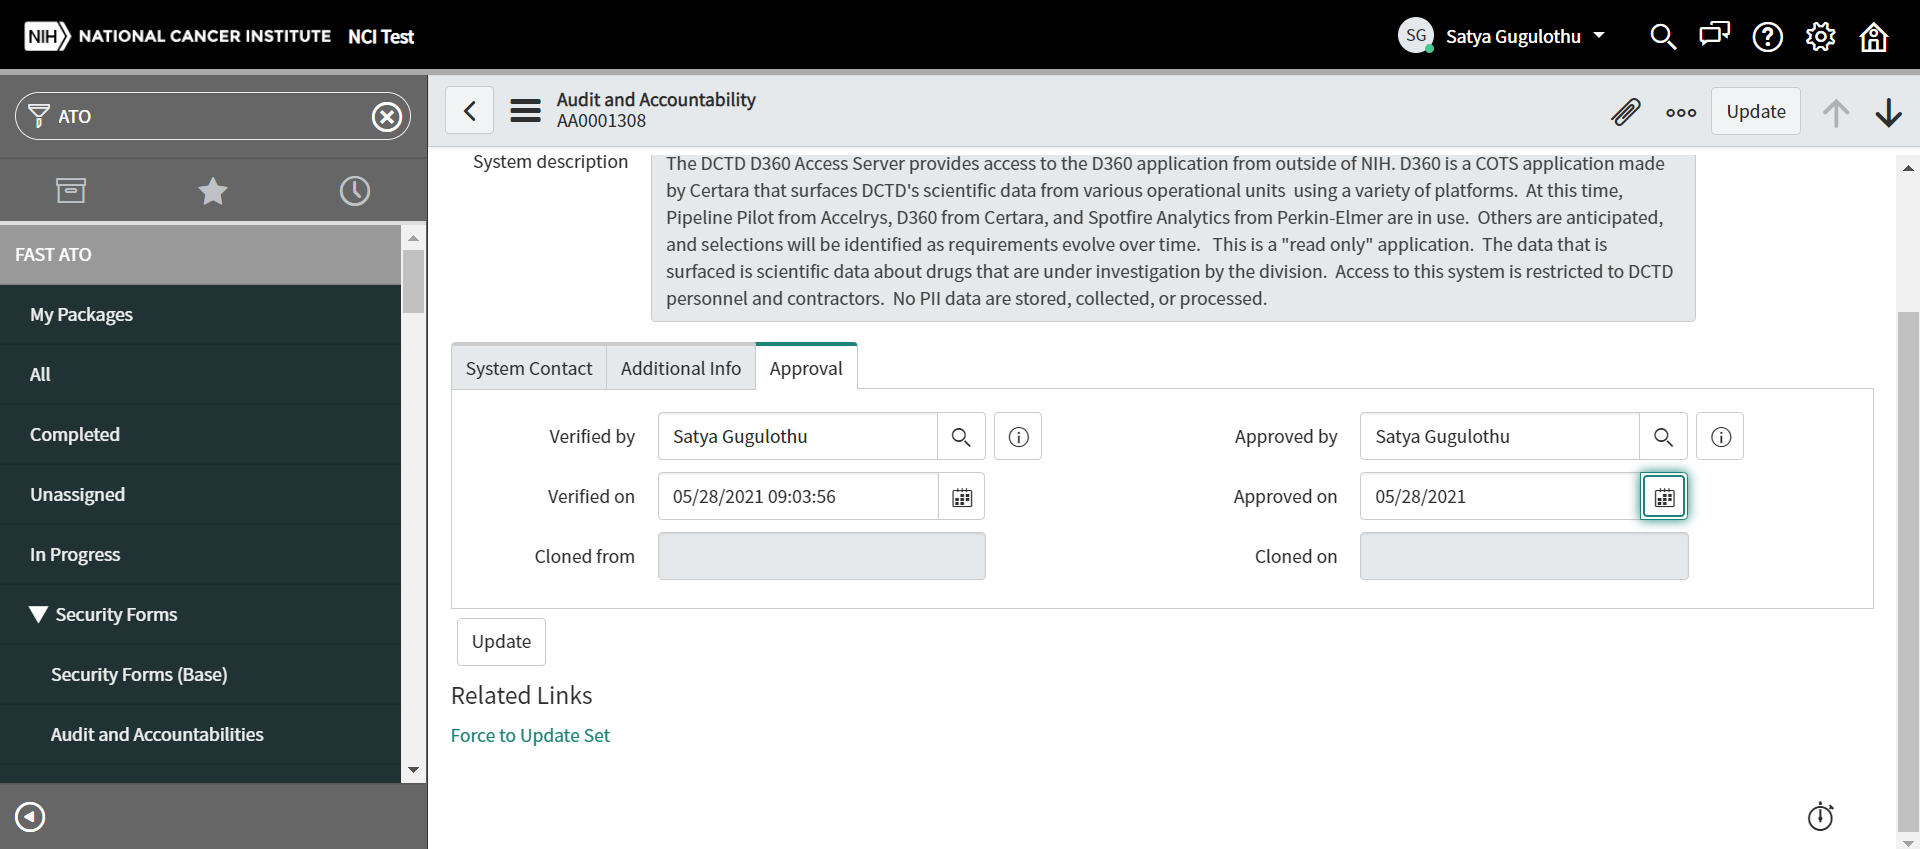 NIH NATIONAL CANCER INSTITUTE NCI Test
SG Satya Gugulothu
ATO
FAST ATO
My Packages
All
Completed
Unassigned
In Progress
Security Forms
Security Forms (Base)
Audit and Accountabilities
Audit and Accountability
AA0001308
Update
System description
The DCTD D360 Access Server provides access to the D360 application from outside of NIH. D360 is a COTS application made
by Certara that surfaces DCTD's scientific data from various operational units  using a variety of platforms.  At this time,
Pipeline Pilot from Accelrys, D360 from Certara, and Spotfire Analytics from Perkin-Elmer are in use.  Others are anticipated,
and selections will be identified as requirements evolve over time.   This is a "read only" application.  The data that is
surfaced is scientific data about drugs that are under investigation by the division.  Access to this system is restricted to DCTD
personnel and contractors.  No PII data are stored, collected, or processed.
System Contact Additional Info Approval
Verified by Satya Gugulothu Approved by Satya Gugulothu
Verified on 05/28/2021 09:03:56 Approved on 05/28/2021
Cloned from Cloned on
Update
Related Links
Force to Update Set